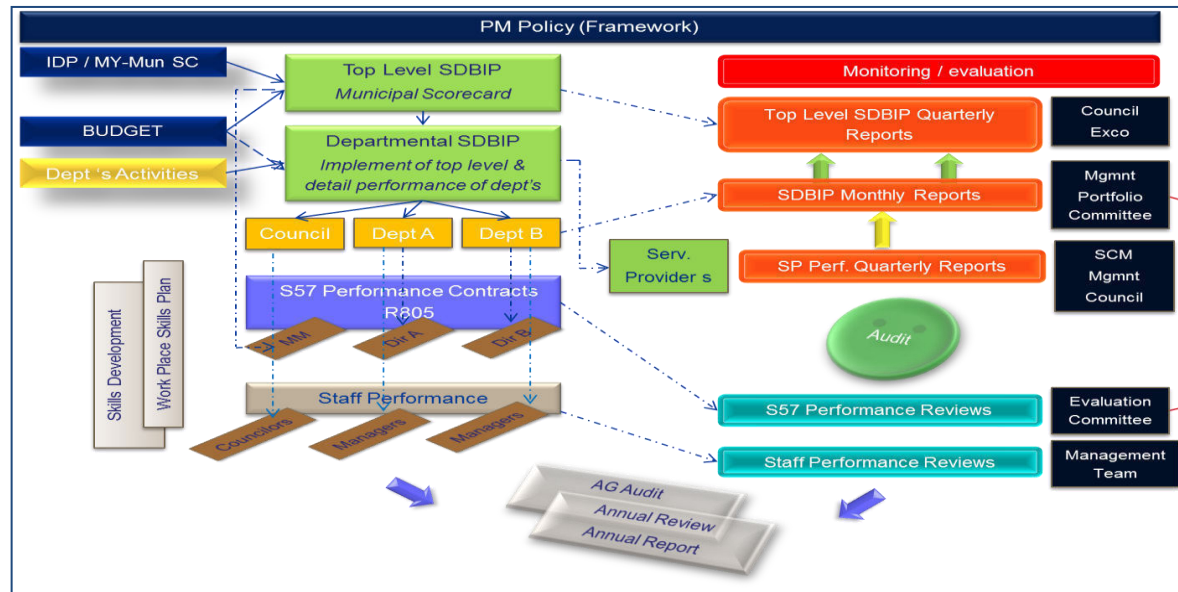 PM Policy (Framework)
IDP / MY-Mun SC
BUDGET
Dept 's Activities
Top Level SDBIP
Municipal Scorecard
Departmental SDBIP
Implement of top level &
detail performance of dept's
Council
Dept A
Dept B
Serv.
Provider s
S57 Performance Contracts
R805
MM
Dir A
Dir B
Staff Performance
Councilors
Managers
Managers
Skills Development
Work Place Skills Plan
Monitoring / evaluation
Top Level SDBIP Quarterly
Reports
Council
Exco
SDBIP Monthly Reports
Mgmnt
Portfolio
Committee
SP Perf. Quarterly Reports
SCM
Mgmnt
Council
Audit
S57 Performance Reviews
Evaluation
Committee
Staff Performance Reviews
Management
Team
AG Audit
Annual Review
Annual Report